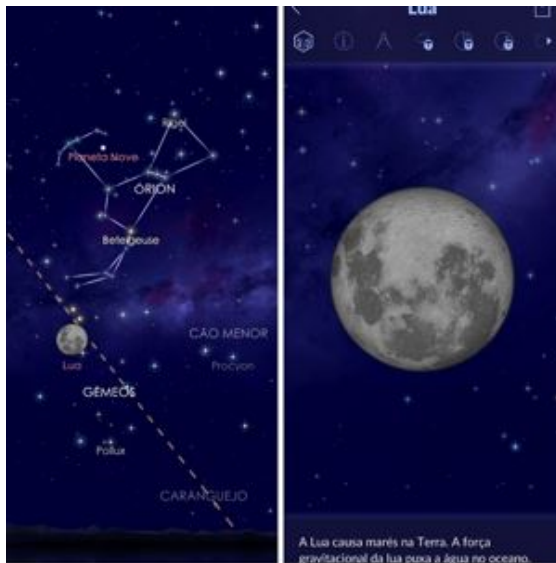 Rigel
Planeta Nove
ÓRION
Betelgeuse
CÃO MENOR
Procyon
Lua
GÊMEOS
Pollux
CARANGUEJO
Lua
A Lua causa marés na Terra. A força
gravitacional da lua puxa a água no oceano.